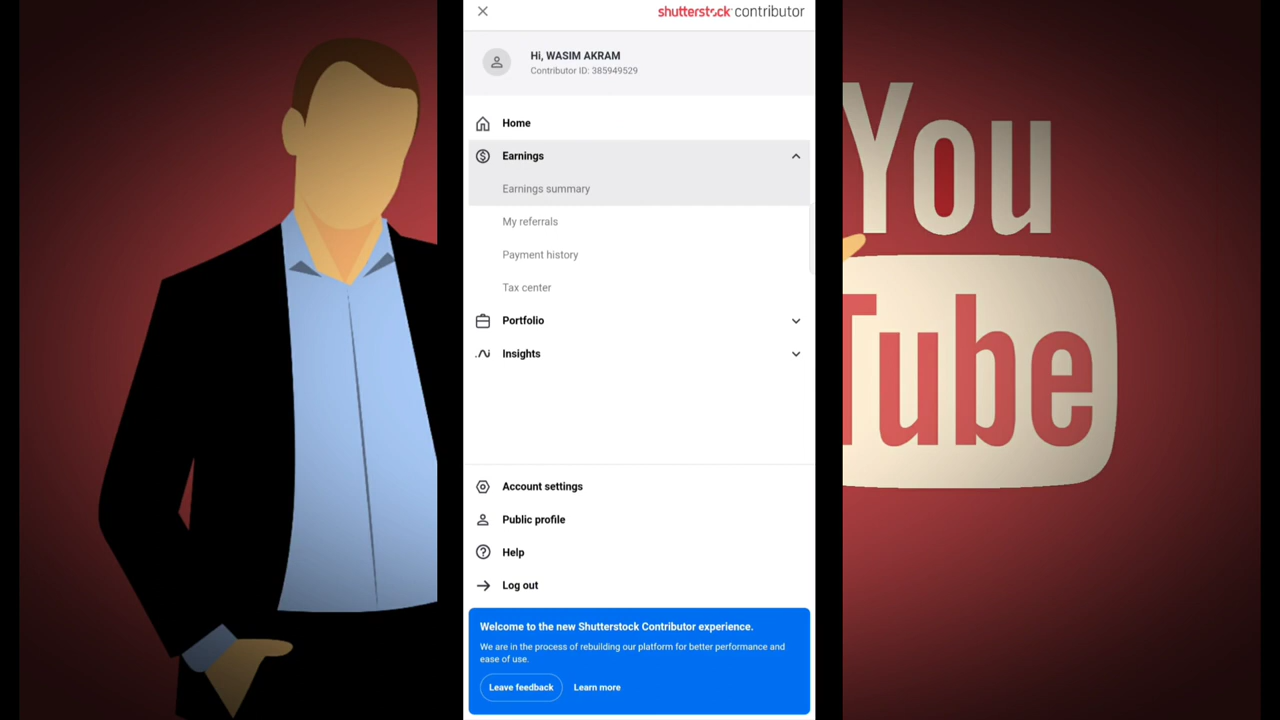 shutterstock contributor
Hi, WASIM AKRAM
Contributor ID: 385949529
Home
Earnings
Earnings summary
My referrals
Payment history
Tax center
Portfolio
Insights
Account settings
Public profile
Help
Log out
Welcome to the new Shutterstock Contributor experience.
We are in the process of rebuilding our platform for better performance and
ease of use.
Leave feedback
Learn more
You
Tube